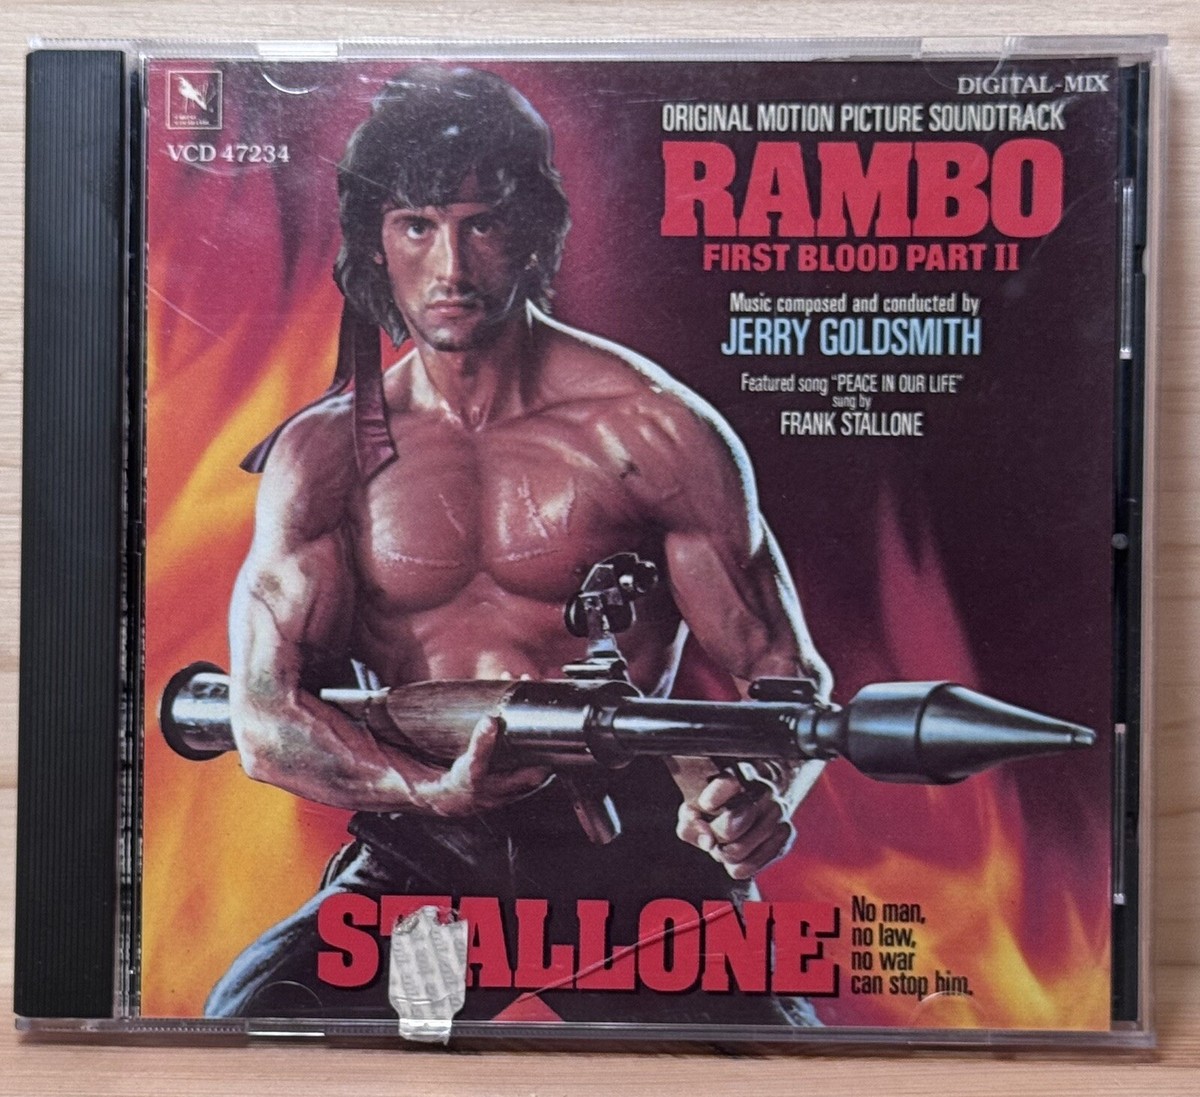 VCD 47234
DIGITAL-MIX
ORIGINAL MOTION PICTURE SOUNDTRACK
RAMBO
FIRST BLOOD PART II
Music composed and conducted by
JERRY GOLDSMITH
Featured song "PEACE IN OUR LIFE"
sung by
FRANK STALLONE
STALLONE
No man,
no law,
no war
can stop him.